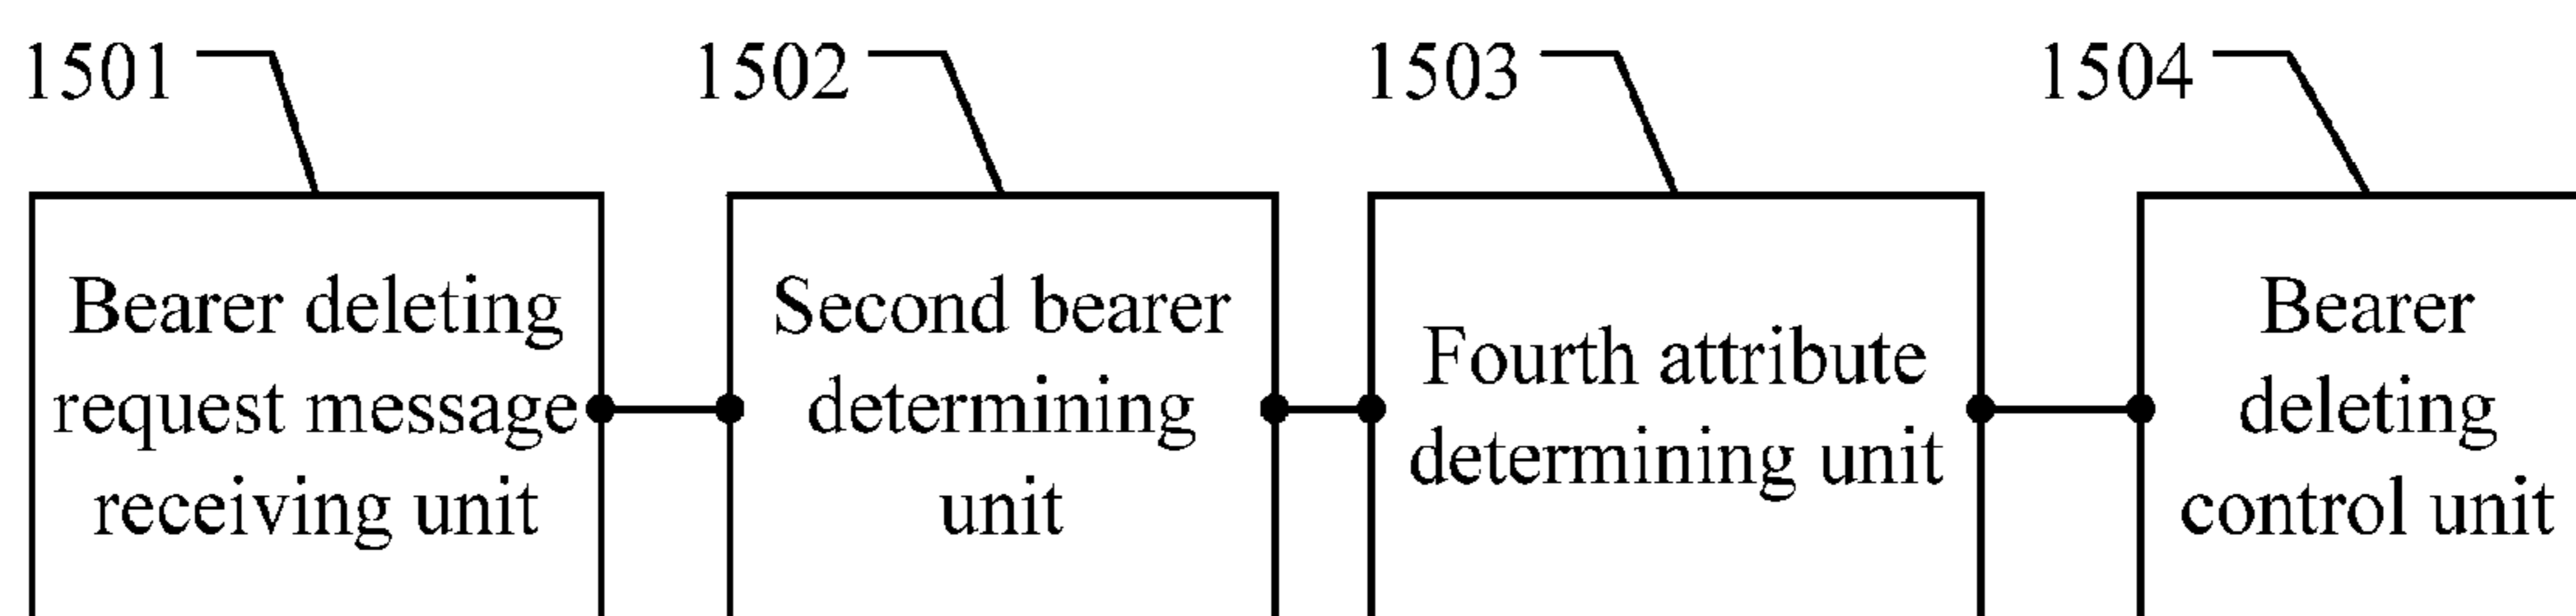 1501
1502
1503
1504
Bearer deleting
request message
receiving unit
Second bearer
determining
unit
Fourth attribute
determining unit
Bearer
deleting
control unit